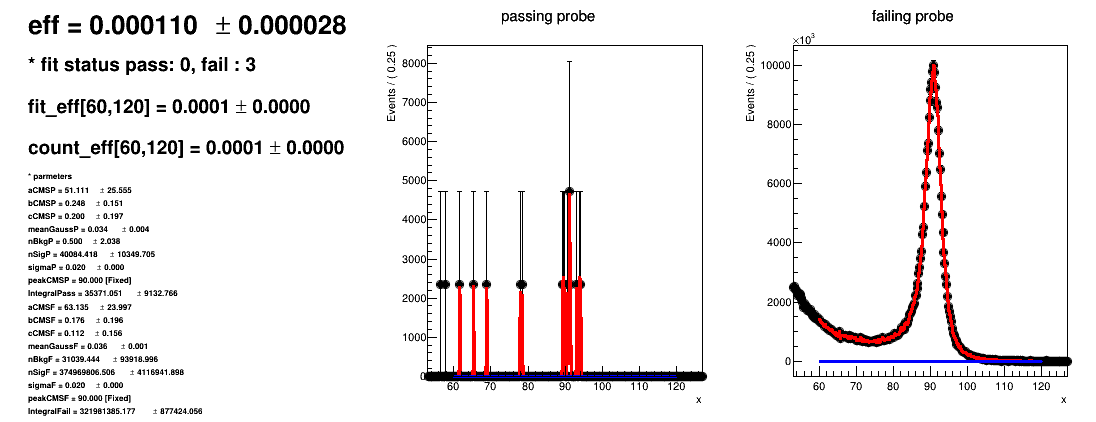 eff = 0.000110 ± 0.000028
* fit status pass: 0, fail : 3
fit_eff[60,120] = 0.0001 ± 0.0000
count_eff[60,120] = 0.0001 ± 0.0000
* parmeters
aCMSP = 51.111 ± 25.555
bCMSP = 0.248 ± 0.151
cCMSP = 0.200 ± 0.197
meanGaussP = 0.034 ± 0.004
nBkgP = 0.500 ± 2.038
nSigP = 40084.418 ± 10349.705
sigmaP = 0.020 ± 0.000
peakCMSP = 90.000 [Fixed]
IntegralPass = 35371.051 ± 9132.766
aCMSF = 63.135 ± 23.997
bCMSF = 0.176 ± 0.196
cCMSF = 0.112 ± 0.156
meanGaussF = 0.036 ± 0.001
nBkgF = 31039.444 ± 93918.996
nSigF = 374969806.506 ± 4116941.898
sigmaF = 0.020 ± 0.000
peakCMSF = 90.000 [Fixed]
IntegralFail = 321981385.177 ± 877424.056
passing probe
Events / ( 0.25 )
8000
7000
6000
5000
4000
3000
2000
1000
0
60 70 80 90 100 110 120
x
failing probe
×10³
Events / ( 0.25 )
10000
8000
6000
4000
2000
0
60 70 80 90 100 110 120
x